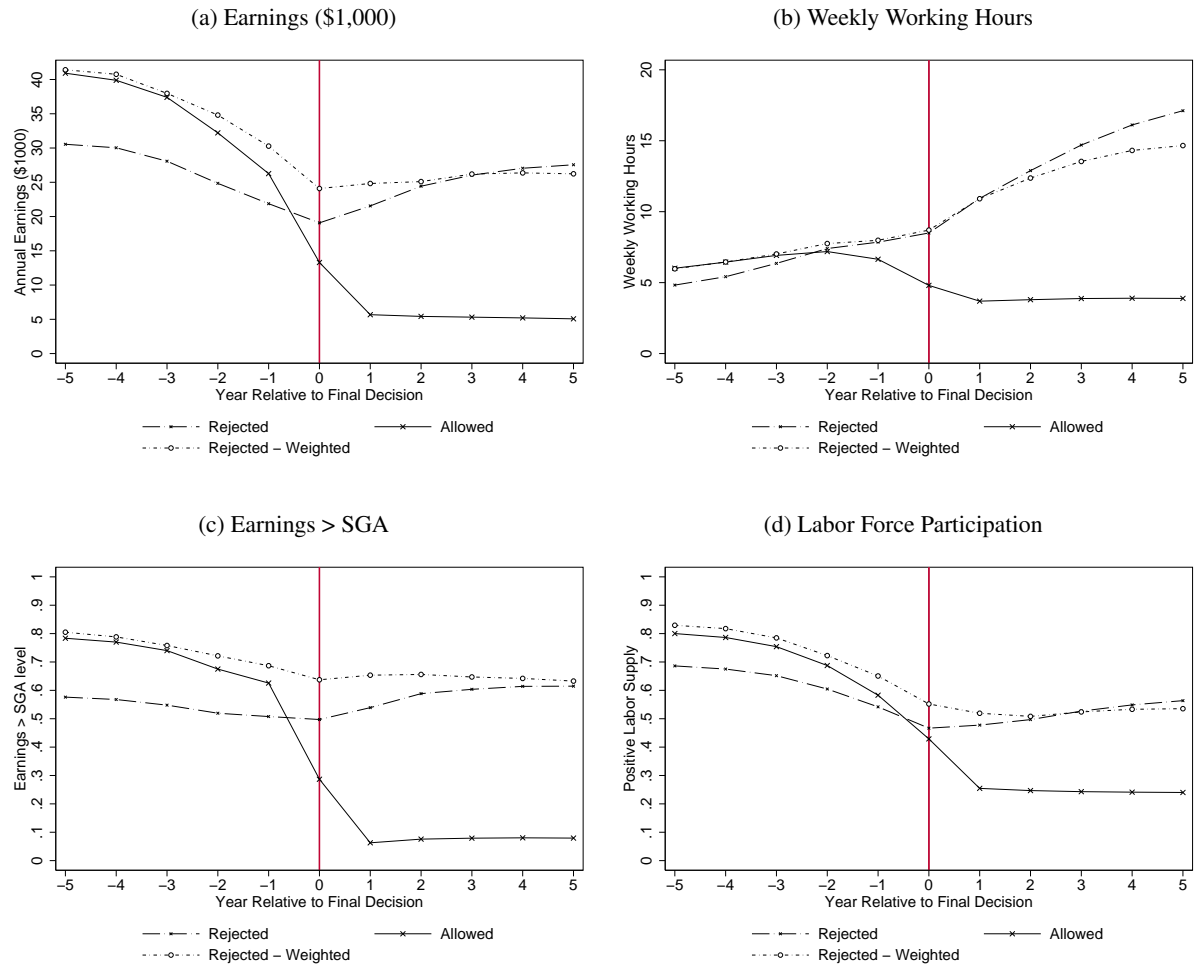 (a) Earnings ($1,000)
Annual Earnings ($1000)
40
35
30
25
20
15
10
5
0
−5 −4 −3 −2 −1 0 1 2 3 4 5
Year Relative to Final Decision
Rejected Allowed
Rejected − Weighted
(b) Weekly Working Hours
Weekly Working Hours
20
15
10
5
0
−5 −4 −3 −2 −1 0 1 2 3 4 5
Year Relative to Final Decision
Rejected Allowed
Rejected − Weighted
(c) Earnings > SGA
Earnings > SGA level
1
.9
.8
.7
.6
.5
.4
.3
.2
.1
0
−5 −4 −3 −2 −1 0 1 2 3 4 5
Year Relative to Final Decision
Rejected Allowed
Rejected − Weighted
(d) Labor Force Participation
Positive Labor Supply
1
.9
.8
.7
.6
.5
.4
.3
.2
.1
0
−5 −4 −3 −2 −1 0 1 2 3 4 5
Year Relative to Final Decision
Rejected Allowed
Rejected − Weighted